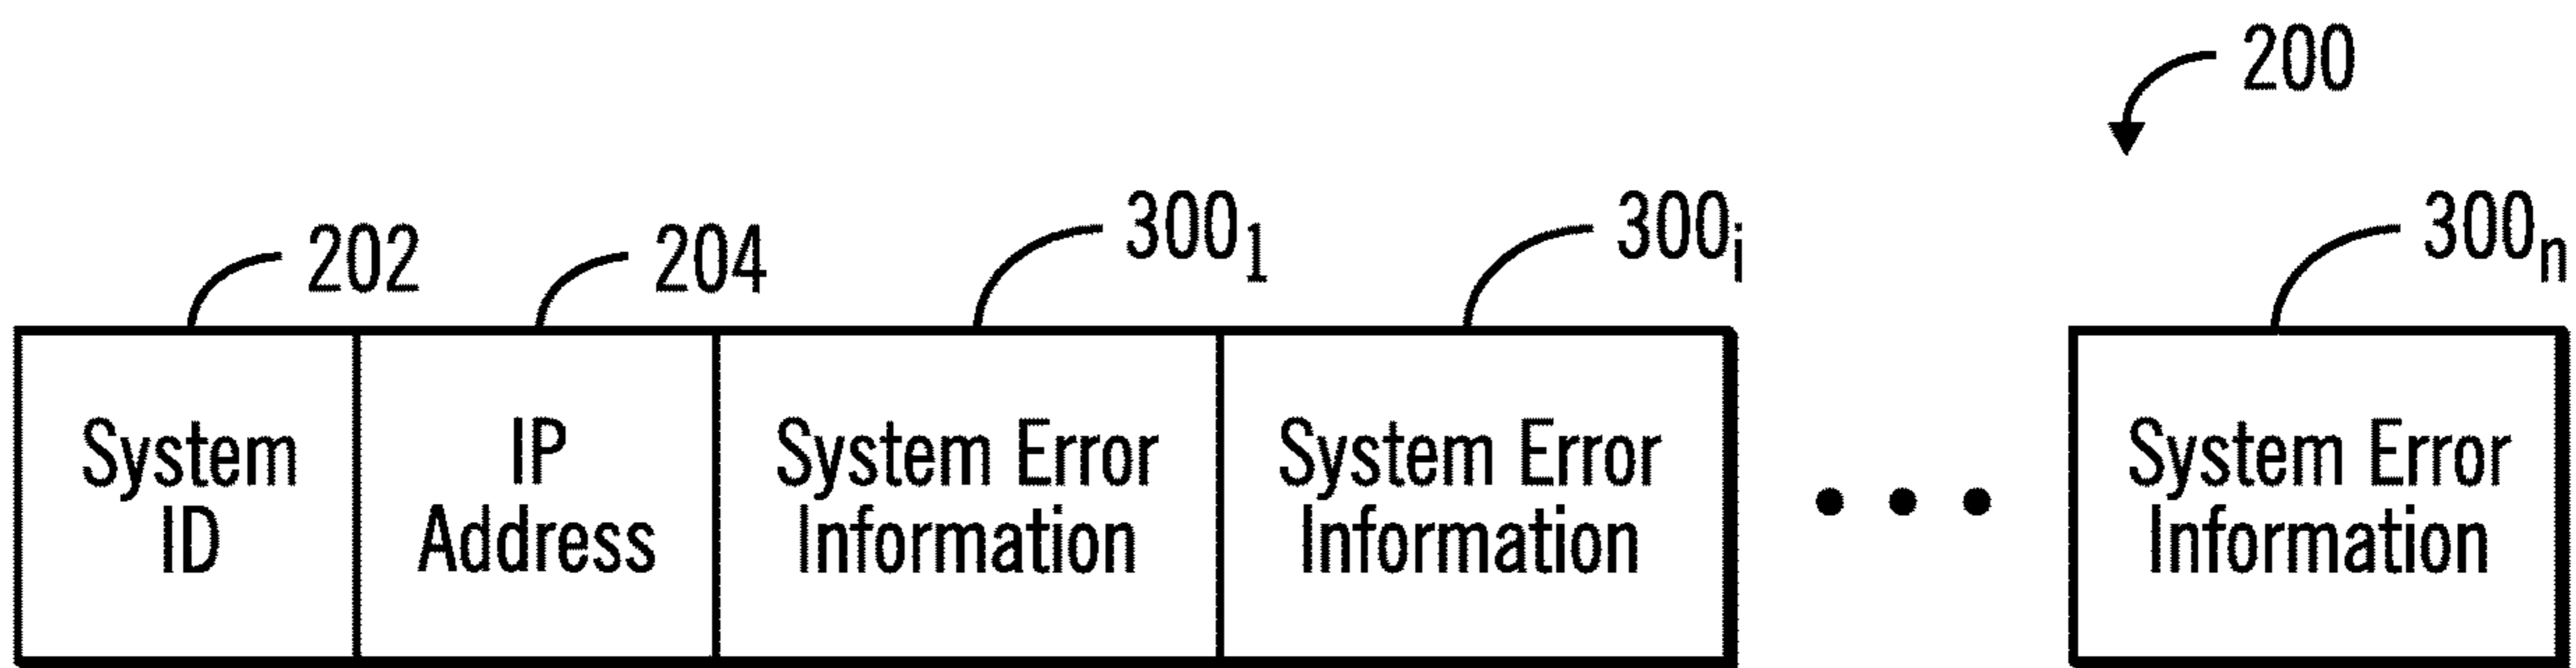 200
202 204 300₁ 300ᵢ 300ₙ
System IP System Error System Error System Error
ID Address Information Information Information